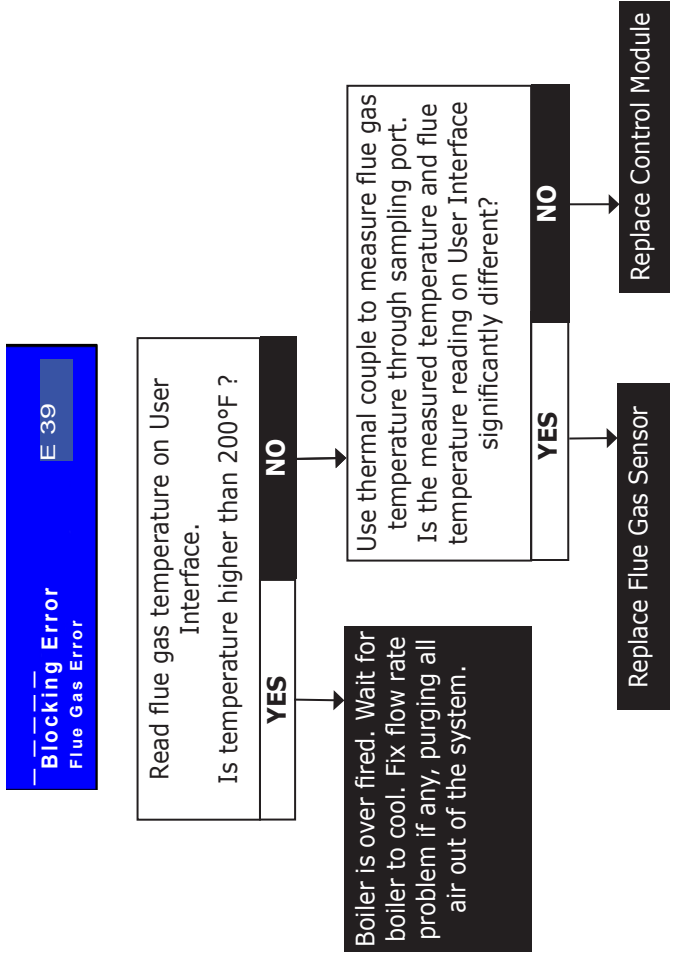 Blocking Error
E 39
Flue Gas Error
Read flue gas temperature on User
Interface.
Is temperature higher than 200°F ?
YES
NO
Boiler is over fired. Wait for
boiler to cool. Fix flow rate
problem if any, purging all
air out of the system.
Use thermal couple to measure flue gas
temperature through sampling port.
Is the measured temperature and flue
temperature reading on User Interface
significantly different?
YES
NO
Replace Flue Gas Sensor
Replace Control Module